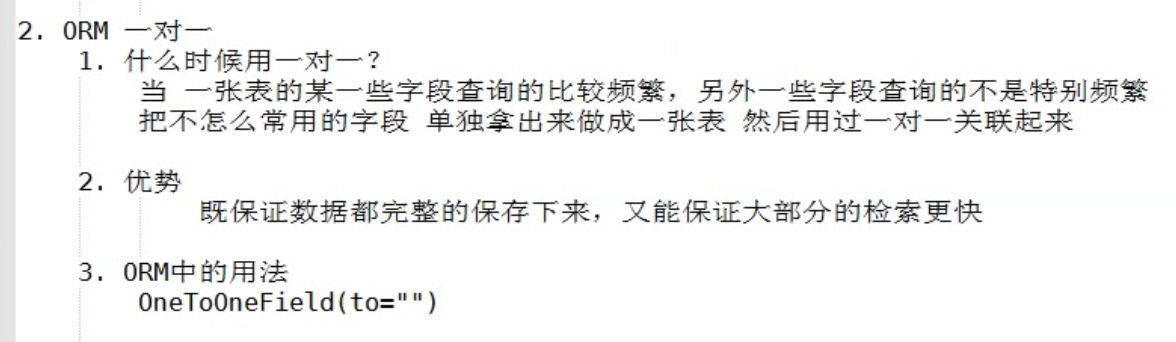 2. ORM 一对一
1. 什么时候用一对一?
当 一张表的某一些字段查询的比较频繁，另外一些字段查询的不是特别频繁
把不怎么常用的字段 单独拿出来做成一张表 然后用过一对一关联起来
2. 优势
既保证数据都完整的保存下来，又能保证大部分的检索更快
3. ORM中的用法
OneToOneField(to="")